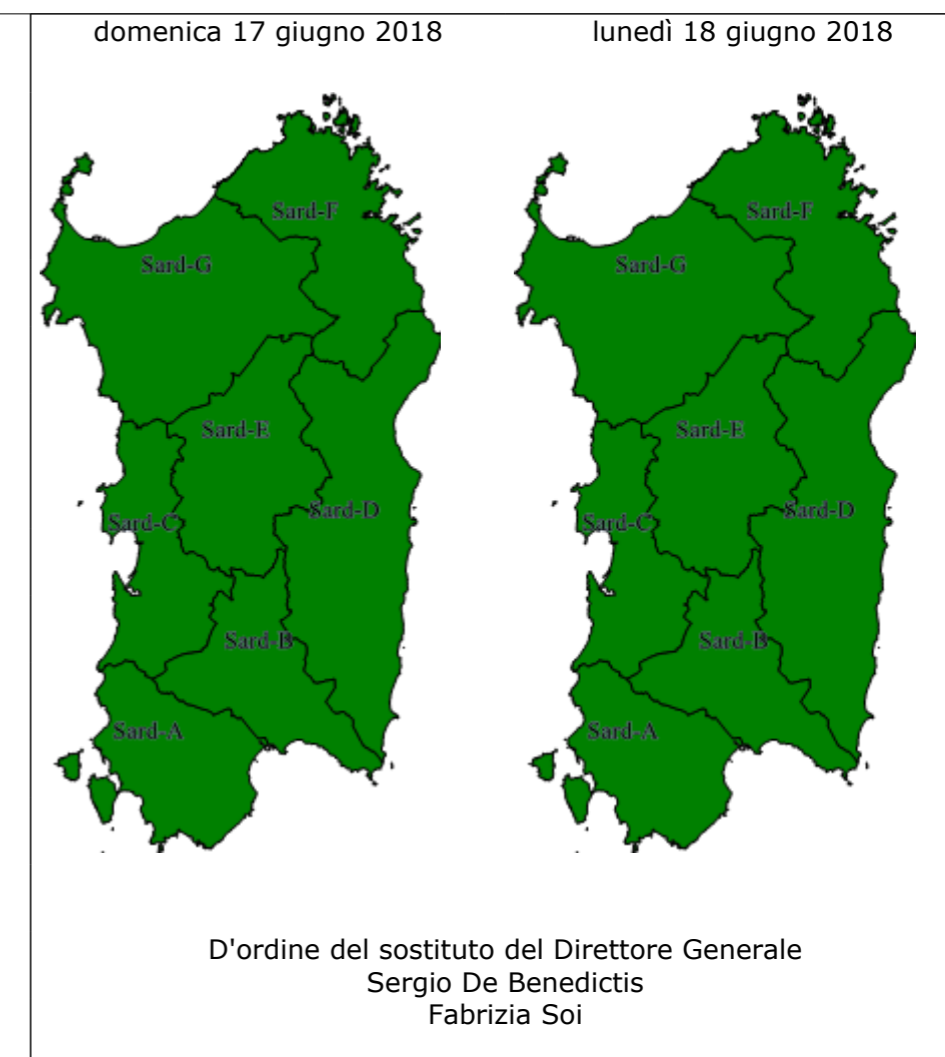 domenica 17 giugno 2018
lunedì 18 giugno 2018
Sard-F
Sard-G
Sard-E
Sard-D
Sard-C
Sard-B
Sard-A
Sard-F
Sard-G
Sard-E
Sard-D
Sard-C
Sard-B
Sard-A
D'ordine del sostituto del Direttore Generale
Sergio De Benedictis
Fabrizia Soi